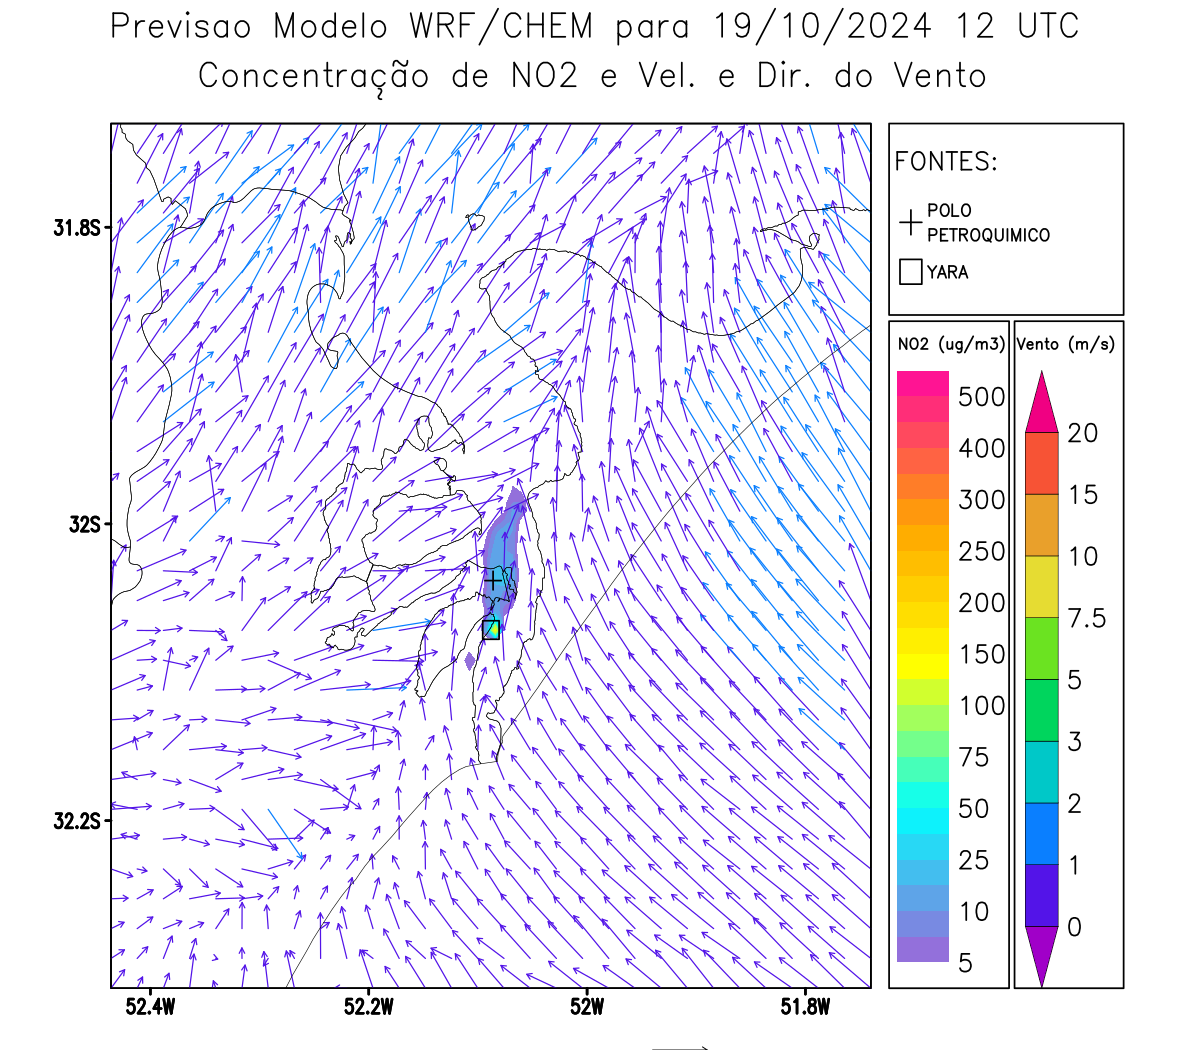 Previsao Modelo WRF/CHEM para 19/10/2024 12 UTC
Concentração de NO2 e Vel. e Dir. do Vento
FONTES:
POLO
PETROQUIMICO
YARA
31.8S
32S
32.2S
52.4W
52.2W
52W
51.8W
NO2 (ug/m3)
500
400
300
250
200
150
100
75
50
25
10
5
Vento (m/s)
20
15
10
7.5
5
3
2
1
0